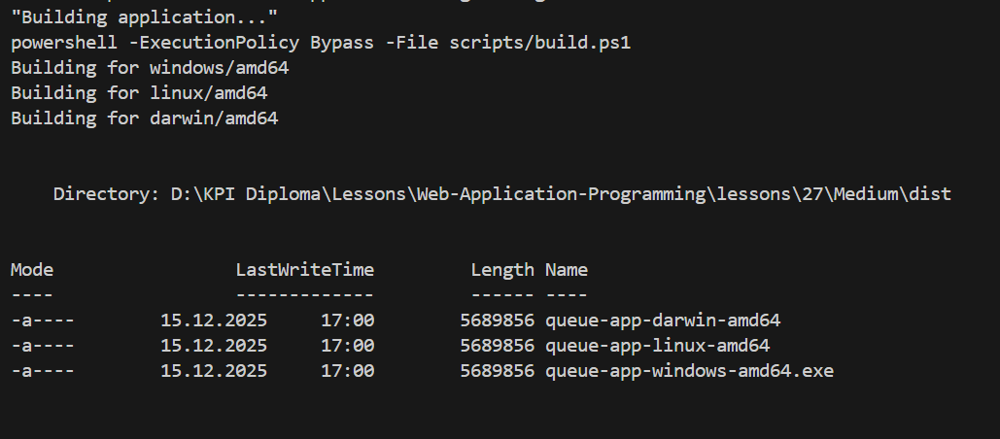 "Building application..."
powershell -ExecutionPolicy Bypass -File scripts/build.ps1
Building for windows/amd64
Building for linux/amd64
Building for darwin/amd64
Directory: D:\KPI Diploma\Lessons\Web-Application-Programming\lessons\27\Medium\dist
Mode LastWriteTime Length Name
---- ------------- ------ ----
-a---- 15.12.2025 17:00 5689856 queue-app-darwin-amd64
-a---- 15.12.2025 17:00 5689856 queue-app-linux-amd64
-a---- 15.12.2025 17:00 5689856 queue-app-windows-amd64.exe